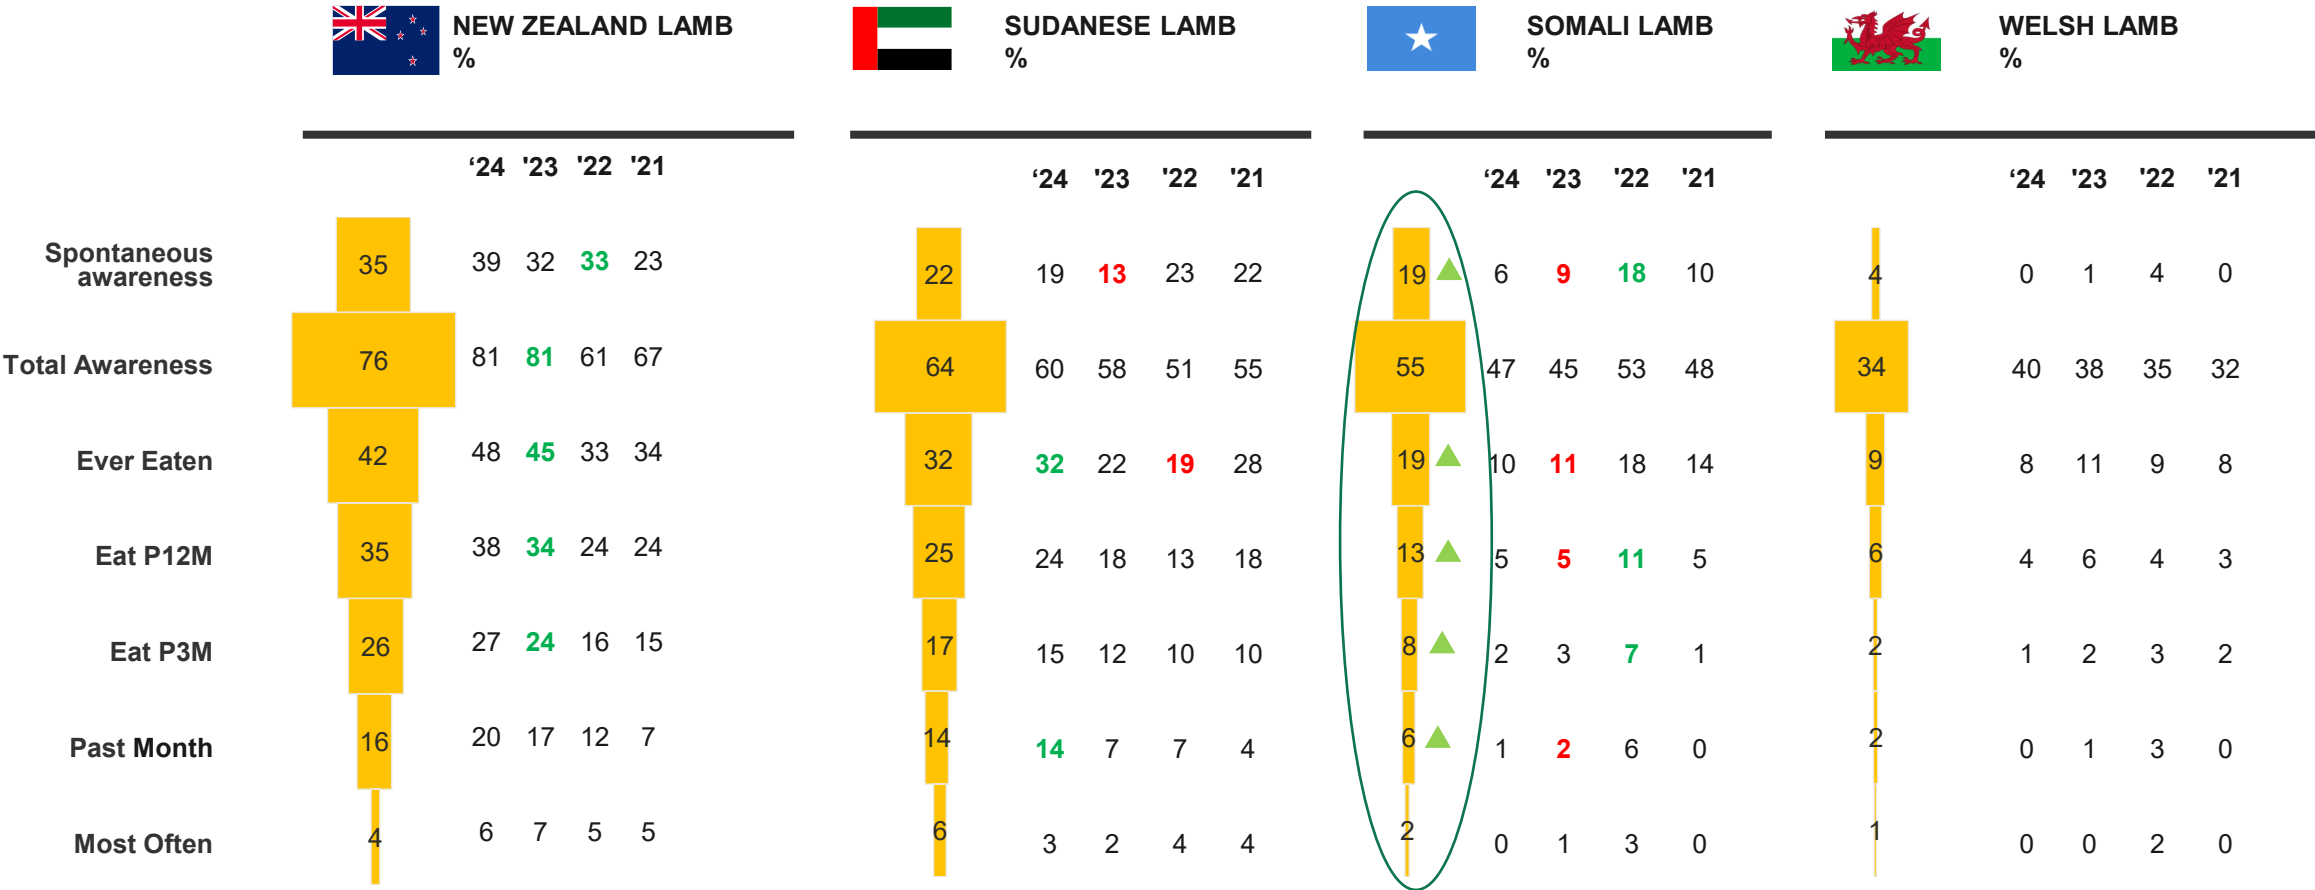 NEW ZEALAND LAMB
%
SUDANESE LAMB
%
SOMALI LAMB
%
WELSH LAMB
%
‘24 '23 '22 '21
‘24 '23 '22 '21
‘24 '23 '22 '21
‘24 '23 '22 '21
Spontaneous
awareness
35 39 32 33 23 22 19 13 23 22 19 6 9 18 10 4 0 1 4 0
Total Awareness 76 81 81 61 67 64 60 58 51 55 55 47 45 53 48 34 40 38 35 32
Ever Eaten 42 48 45 33 34 32 32 22 19 28 19 10 11 18 14 9 8 11 9 8
Eat P12M 35 38 34 24 24 25 24 18 13 18 13 5 5 11 5 6 4 6 4 3
Eat P3M 26 27 24 16 15 17 15 12 10 10 8 2 3 7 1 2 1 2 3 2
Past Month 16 20 17 12 7 14 14 7 7 4 6 1 2 6 0 2 0 1 3 0
Most Often 4 6 7 5 5 6 3 2 4 4 2 0 1 3 0 1 0 0 2 0